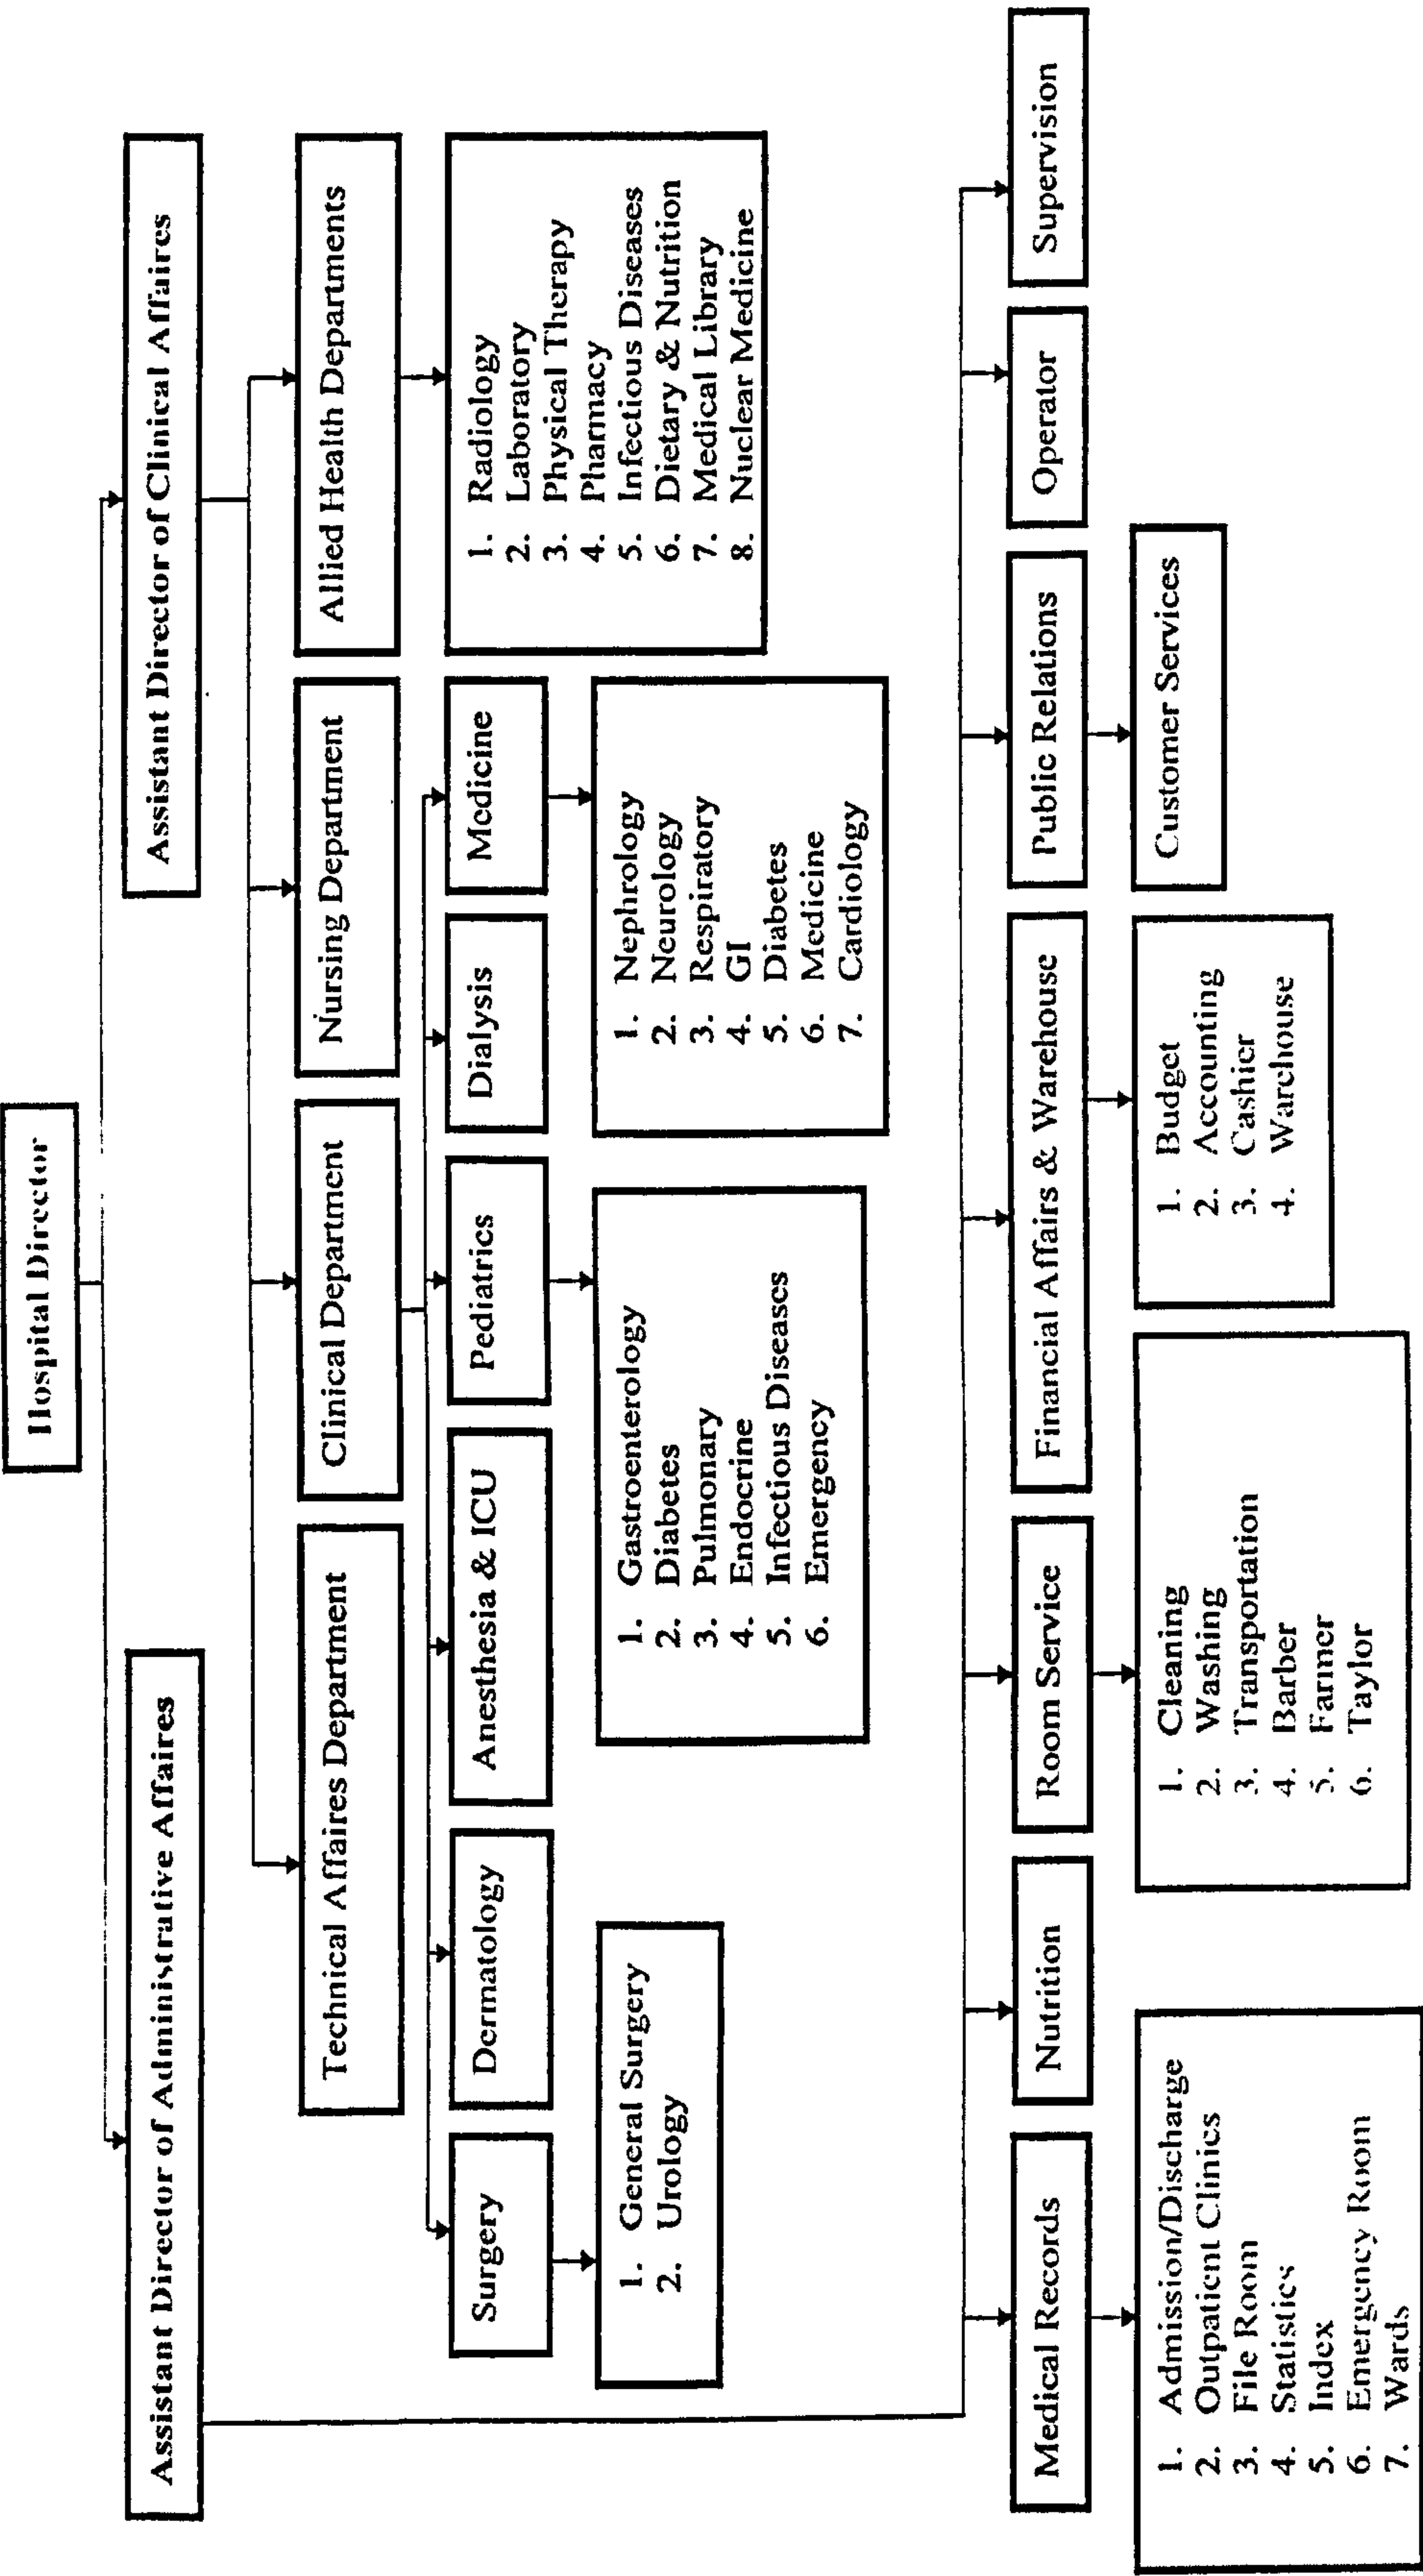 Hospital Director
Assistant Director of Administrative Affaires
Assistant Director of Clinical Affaires
Technical Affaires Department
Clinical Department
Nursing Department
Allied Health Departments
Surgery
Dermatology
Anesthesia & ICU
Pediatrics
Dialysis
Medicine
1. Radiology
2. Laboratory
3. Physical Therapy
4. Pharmacy
5. Infectious Diseases
6. Dietary & Nutrition
7. Medical Library
8. Nuclear Medicine
1. General Surgery
2. Urology
1. Gastroenterology
2. Diabetes
3. Pulmonary
4. Endocrine
5. Infectious Diseases
6. Emergency
1. Nephrology
2. Neurology
3. Respiratory
4. GI
5. Diabetes
6. Medicine
7. Cardiology
Medical Records
Nutrition
Room Service
Financial Affairs & Warehouse
Public Relations
Operator
Supervision
1. Admission/Discharge
2. Outpatient Clinics
3. File Room
4. Statistics
5. Index
6. Emergency Room
7. Wards
1. Cleaning
2. Washing
3. Transportation
4. Barber
5. Farmer
6. Taylor
1. Budget
2. Accounting
3. Cashier
4. Warehouse
Customer Services